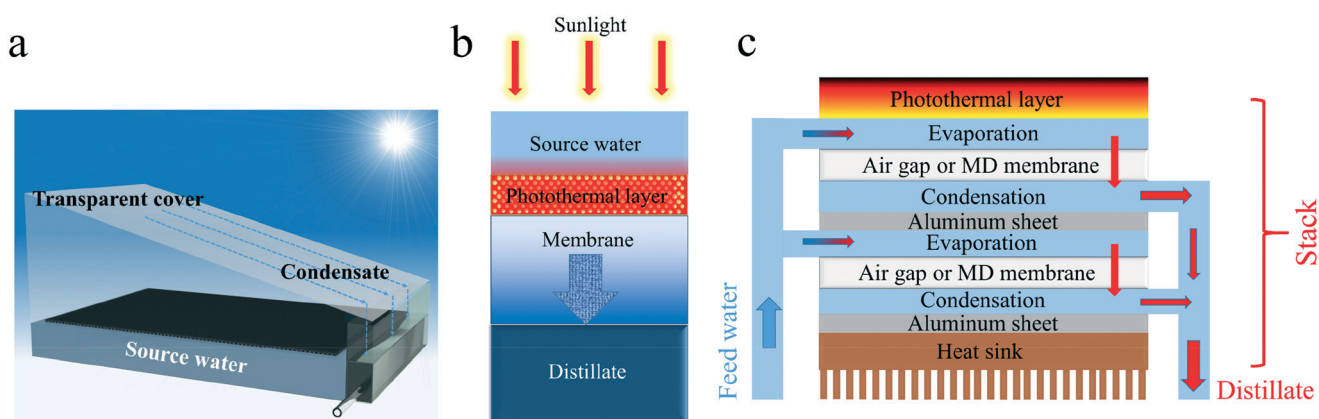 a
Transparent cover
Condensate
Source water
b
Sunlight
Source water
Photothermal layer
Membrane
Distillate
c
Photothermal layer
Evaporation
Air gap or MD membrane
Condensation
Aluminum sheet
Evaporation
Air gap or MD membrane
Condensation
Aluminum sheet
Heat sink
Feed water
Stack
Distillate